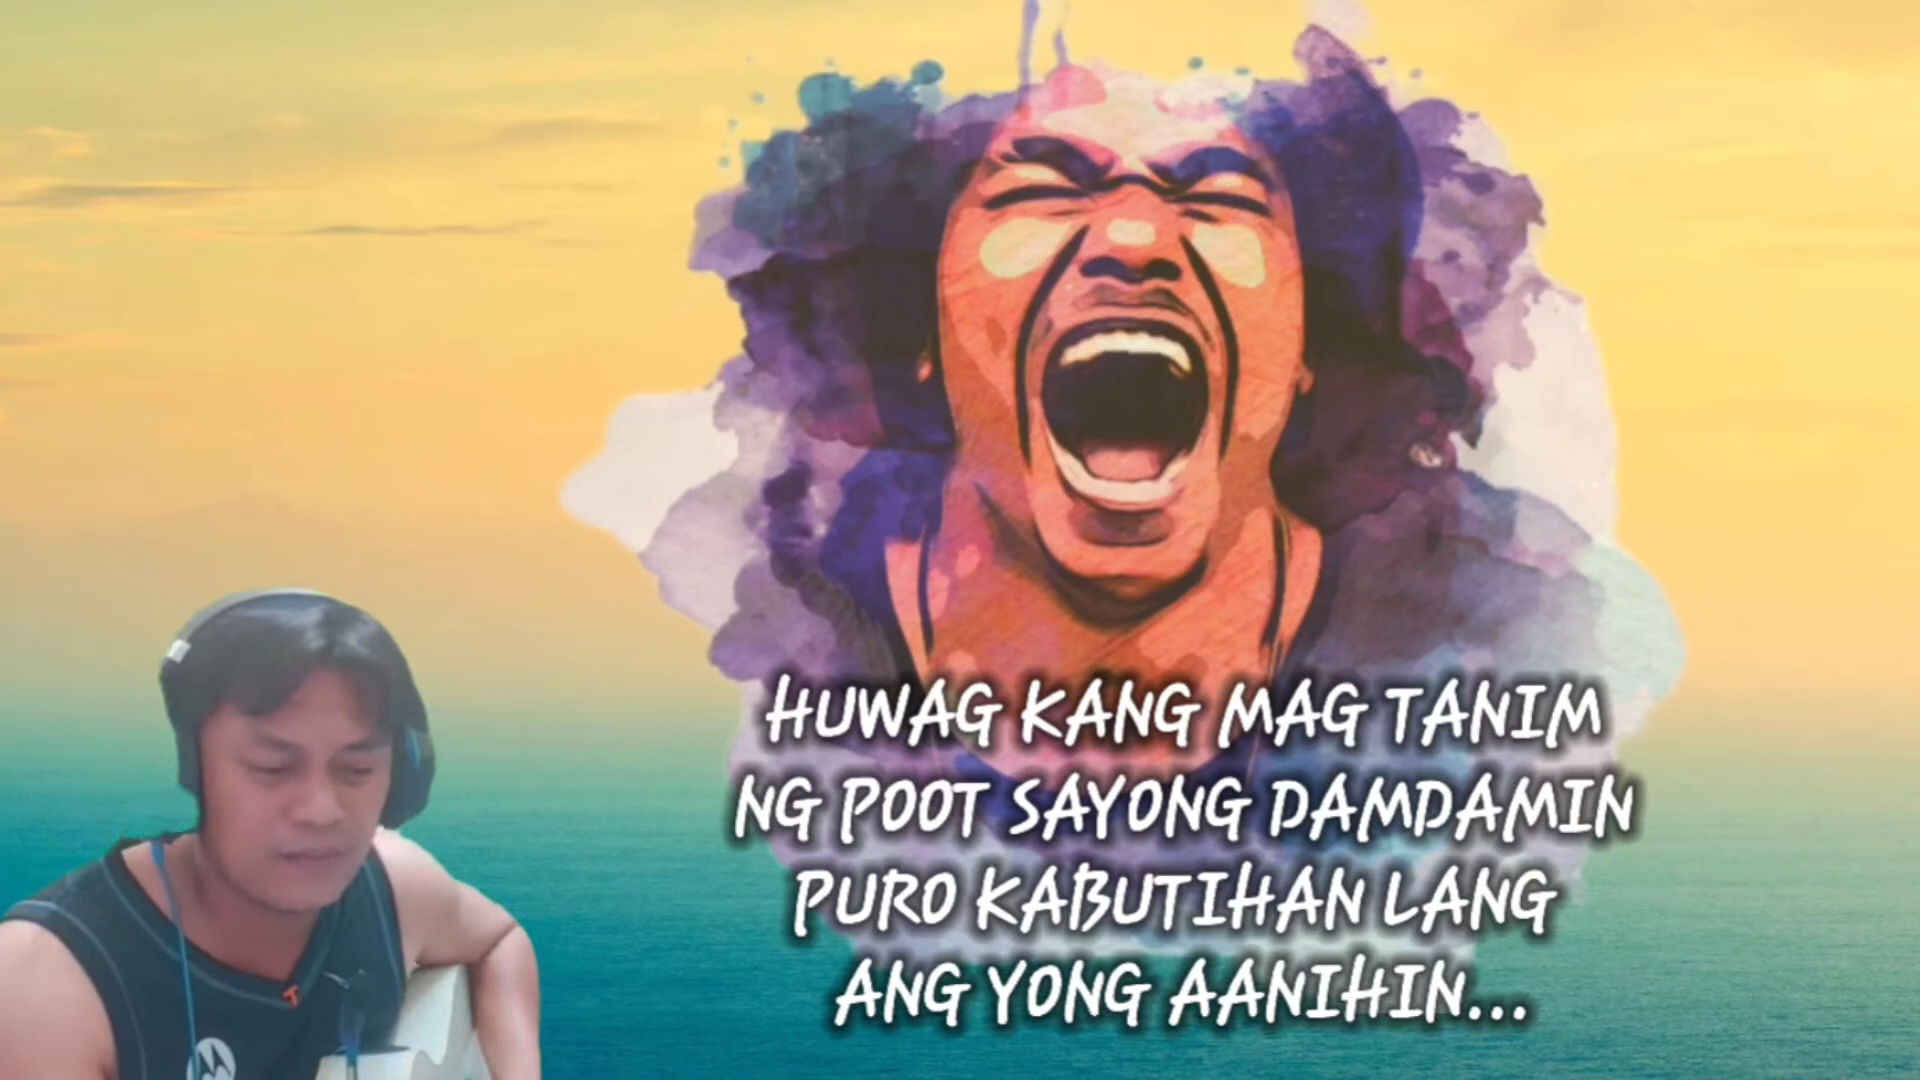 HUWAG KANG MAG TANIM
NG POOT SAYONG DAMDAMIN
PURO KABUTIHAN LANG
ANG YONG AANIHIN...